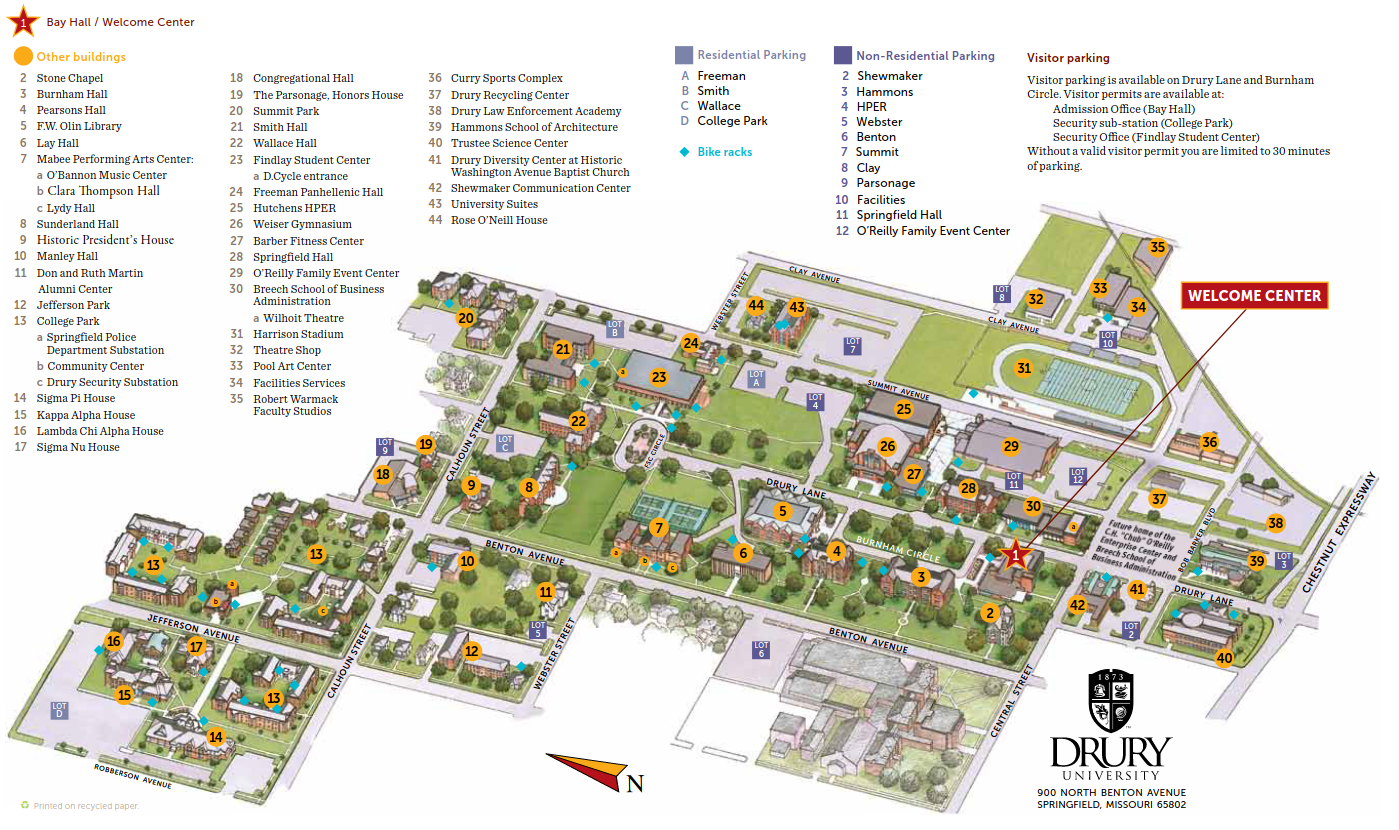 1 Bay Hall / Welcome Center
Other buildings
2 Stone Chapel
3 Burnham Hall
4 Pearsons Hall
5 F.W. Olin Library
6 Lay Hall
7 Mabee Performing Arts Center:
a O'Bannon Music Center
b Clara Thompson Hall
c Lydy Hall
8 Sunderland Hall
9 Historic President's House
10 Manley Hall
11 Don and Ruth Martin
Alumni Center
12 Jefferson Park
13 College Park
a Springfield Police
Department Substation
b Community Center
c Drury Security Substation
14 Sigma Pi House
15 Kappa Alpha House
16 Lambda Chi Alpha House
17 Sigma Nu House
18 Congregational Hall
19 The Parsonage, Honors House
20 Summit Park
21 Smith Hall
22 Wallace Hall
23 Findlay Student Center
a D.Cycle entrance
24 Freeman Panhellenic Hall
25 Hutchens HPER
26 Weiser Gymnasium
27 Barber Fitness Center
28 Springfield Hall
29 O'Reilly Family Event Center
30 Breech School of Business
Administration
a Wilhoit Theatre
31 Harrison Stadium
32 Theatre Shop
33 Pool Art Center
34 Facilities Services
35 Robert Warmack
Faculty Studios
36 Curry Sports Complex
37 Drury Recycling Center
38 Drury Law Enforcement Academy
39 Hammons School of Architecture
40 Trustee Science Center
41 Drury Diversity Center at Historic
Washington Avenue Baptist Church
42 Shewmaker Communication Center
43 University Suites
44 Rose O'Neill House
Residential Parking
A Freeman
B Smith
C Wallace
D College Park
Bike racks
Non-Residential Parking
2 Shewmaker
3 Hammons
4 HPER
5 Webster
6 Benton
7 Summit
8 Clay
9 Parsonage
10 Facilities
11 Springfield Hall
12 O'Reilly Family Event Center
Visitor parking
Visitor parking is available on Drury Lane and Burnham
Circle. Visitor permits are available at:
Admission Office (Bay Hall)
Security sub-station (College Park)
Security Office (Findlay Student Center)
Without a valid visitor permit you are limited to 30 minutes
of parking.
WELCOME CENTER
CLAY AVENUE
WEBSTER STREET
CLAY AVENUE
SUMMIT AVENUE
CALHOUN STREET
FSC CIRCLE
DRURY LANE
BURNHAM CIRCLE
BENTON AVENUE
BOB BARKER BLVD
CHESTNUT EXPRESSWAY
Future home of the
C.H. "Chub" O'Reilly
Enterprise Center and
Breech School of
Business Administration
DRURY LANE
JEFFERSON AVENUE
CALHOUN STREET
WEBSTER STREET
BENTON AVENUE
CENTRAL STREET
ROBBERSON AVENUE
LOT
8
LOT
10
LOT
B
LOT
7
LOT
A
LOT
4
LOT
9
LOT
C
LOT
11
LOT
12
LOT
3
LOT
5
LOT
2
LOT
6
LOT
D
35
33
32
34
44
43
20
24
21
23
a
31
25
22
19
26
29
36
18
9
8
27
28
37
5
30
a
38
7
a
b
c
6
4
1
39
13
13
10
3
41
11
42
2
a
b
c
16
17
12
40
15
13
14
N
1873
DRURY
UNIVERSITY
900 NORTH BENTON AVENUE
SPRINGFIELD, MISSOURI 65802
Printed on recycled paper.